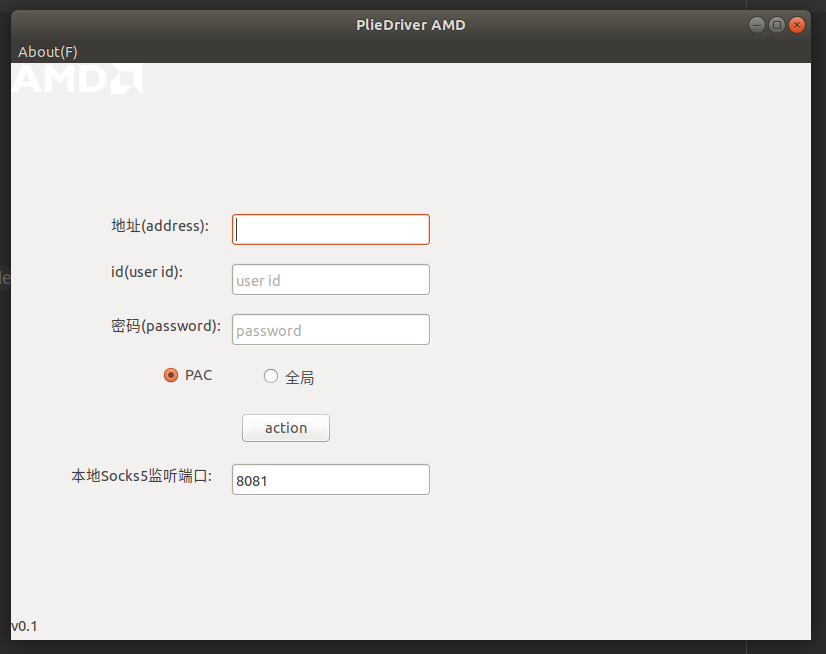 PlieDriver AMD
About(F)
AMD
地址(address):
id(user id):
user id
密码(password):
password
PAC
全局
action
本地Socks5监听端口:
8081
v0.1